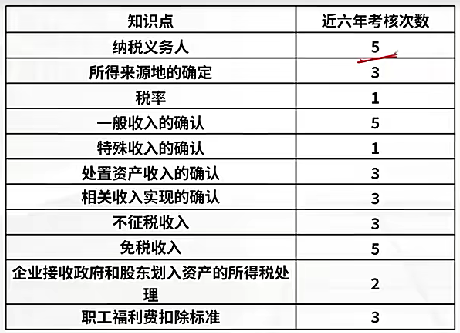 知识点 近六年考核次数
纳税义务人 5
所得来源地的确定 3
税率 1
一般收入的确认 5
特殊收入的确认 1
处置资产收入的确认 3
相关收入实现的确认 3
不征税收入 3
免税收入 5
企业接收政府和股东划入资产的所得税处
理 2
职工福利费扣除标准 3